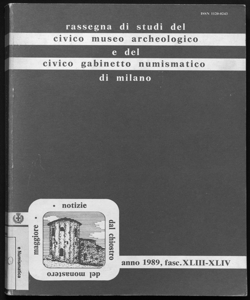 rassegna di studi del
civico museo archeologico
e del
civico gabinetto numismatico
di milano
notizie
dal chiostro
del monastero
maggiore
anno 1989, fasc. XLIII-XLIV
e Numismatica